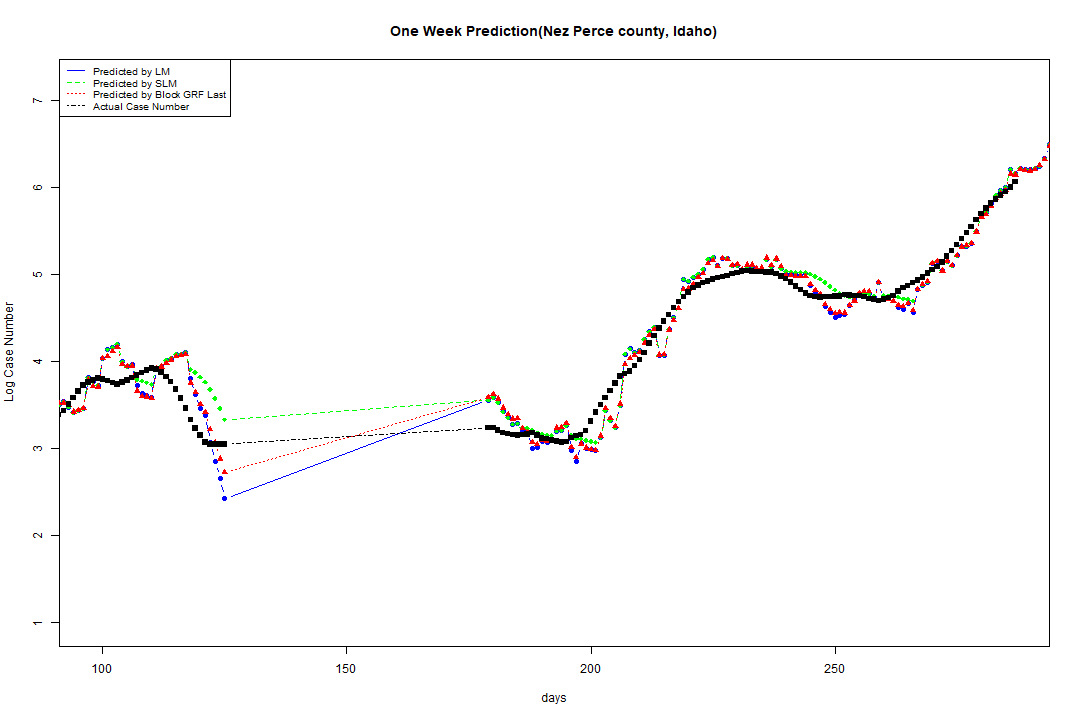 One Week Prediction(Nez Perce county, Idaho)
Predicted by LM
Predicted by SLM
Predicted by Block GRF Last
Actual Case Number
7
6
5
4
3
2
1
Log Case Number
100 150 200 250
days